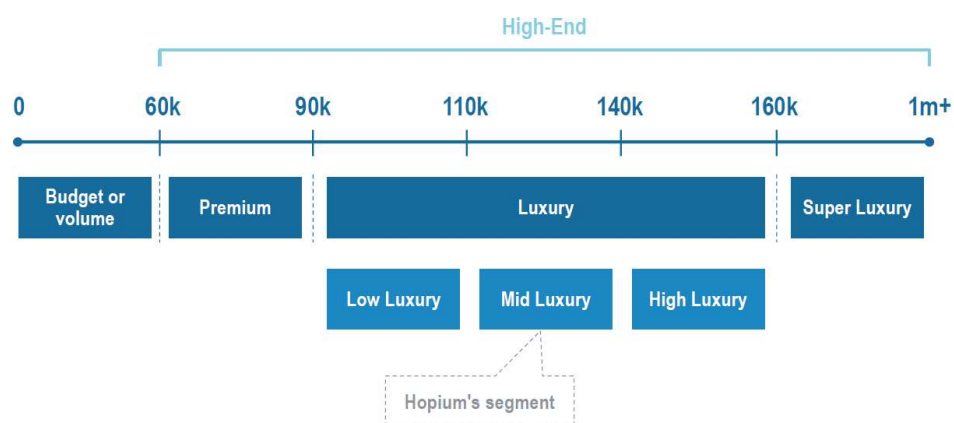 High-End
0 60k 90k 110k 140k 160k 1m+
Budget or
volume
Premium
Luxury
Super Luxury
Low Luxury
Mid Luxury
High Luxury
Hopium's segment